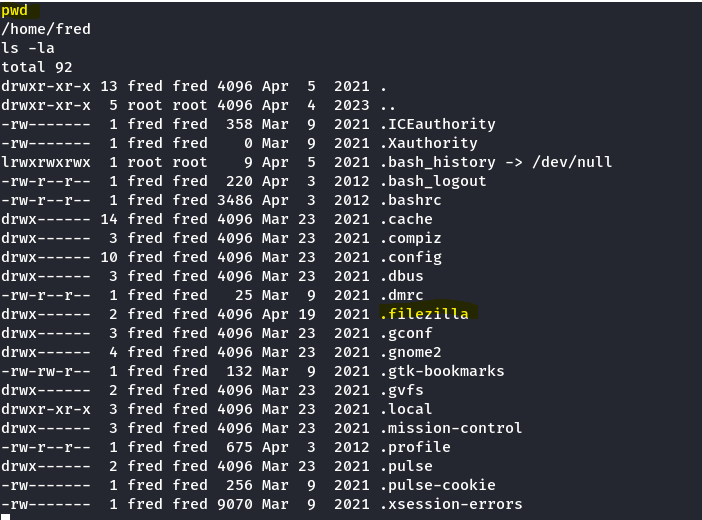 pwd
/home/fred
ls -la
total 92
drwxr-xr-x 13 fred fred 4096 Apr  5  2021 .
drwxr-xr-x  5 root root 4096 Apr  4  2023 ..
-rw-------  1 fred fred  358 Mar  9  2021 .ICEauthority
-rw-------  1 fred fred    0 Mar  9  2021 .Xauthority
lrwxrwxrwx  1 root root    9 Apr  5  2021 .bash_history -> /dev/null
-rw-r--r--  1 fred fred  220 Apr  3  2012 .bash_logout
-rw-r--r--  1 fred fred 3486 Apr  3  2012 .bashrc
drwx------ 14 fred fred 4096 Mar 23  2021 .cache
drwx------  3 fred fred 4096 Mar 23  2021 .compiz
drwx------ 10 fred fred 4096 Mar 23  2021 .config
drwx------  3 fred fred 4096 Mar 23  2021 .dbus
-rw-r--r--  1 fred fred   25 Mar  9  2021 .dmrc
drwx------  2 fred fred 4096 Apr 19  2021 .filezilla
drwx------  3 fred fred 4096 Mar 23  2021 .gconf
drwx------  4 fred fred 4096 Mar 23  2021 .gnome2
-rw-rw-r--  1 fred fred  132 Mar  9  2021 .gtk-bookmarks
drwx------  2 fred fred 4096 Mar 23  2021 .gvfs
drwxr-xr-x  3 fred fred 4096 Mar 23  2021 .local
drwx------  3 fred fred 4096 Mar 23  2021 .mission-control
-rw-r--r--  1 fred fred  675 Apr  3  2012 .profile
drwx------  2 fred fred 4096 Mar 23  2021 .pulse
-rw-------  1 fred fred  256 Mar  9  2021 .pulse-cookie
-rw-------  1 fred fred 9070 Mar  9  2021 .xsession-errors